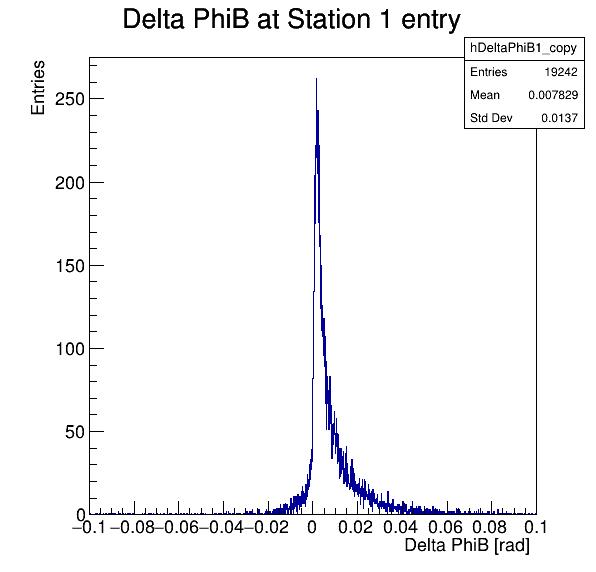 Delta PhiB at Station 1 entry
hDeltaPhiB1_copy
Entries 19242
Mean 0.007829
Std Dev 0.0137
Entries
250
200
150
100
50
0
−0.1 −0.08 −0.06 −0.04 −0.02 0 0.02 0.04 0.06 0.08 0.1
Delta PhiB [rad]